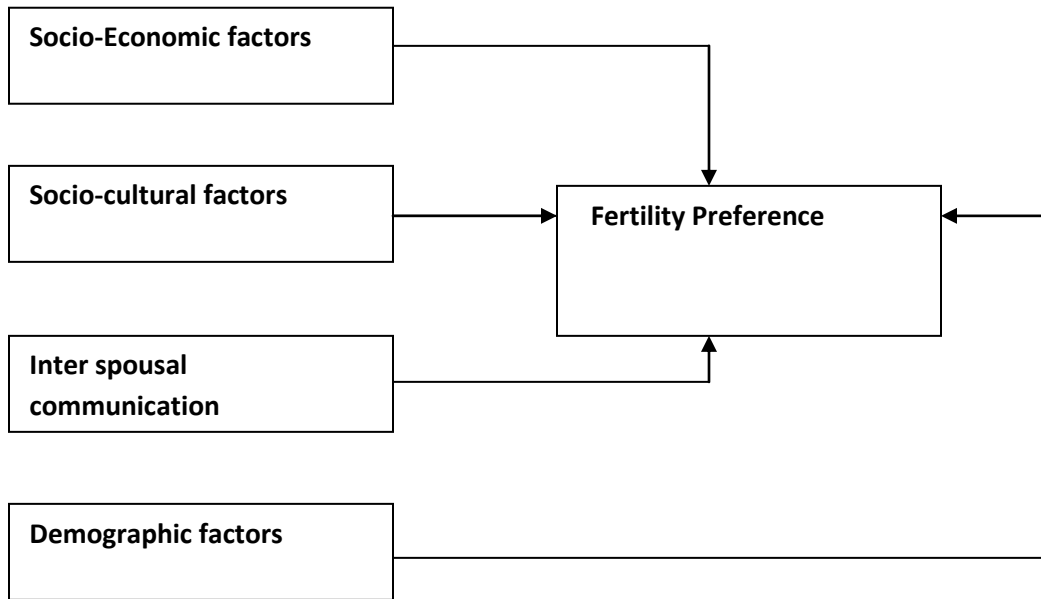 Socio-Economic factors
Socio-cultural factors
Fertility Preference
Inter spousal
communication
Demographic factors